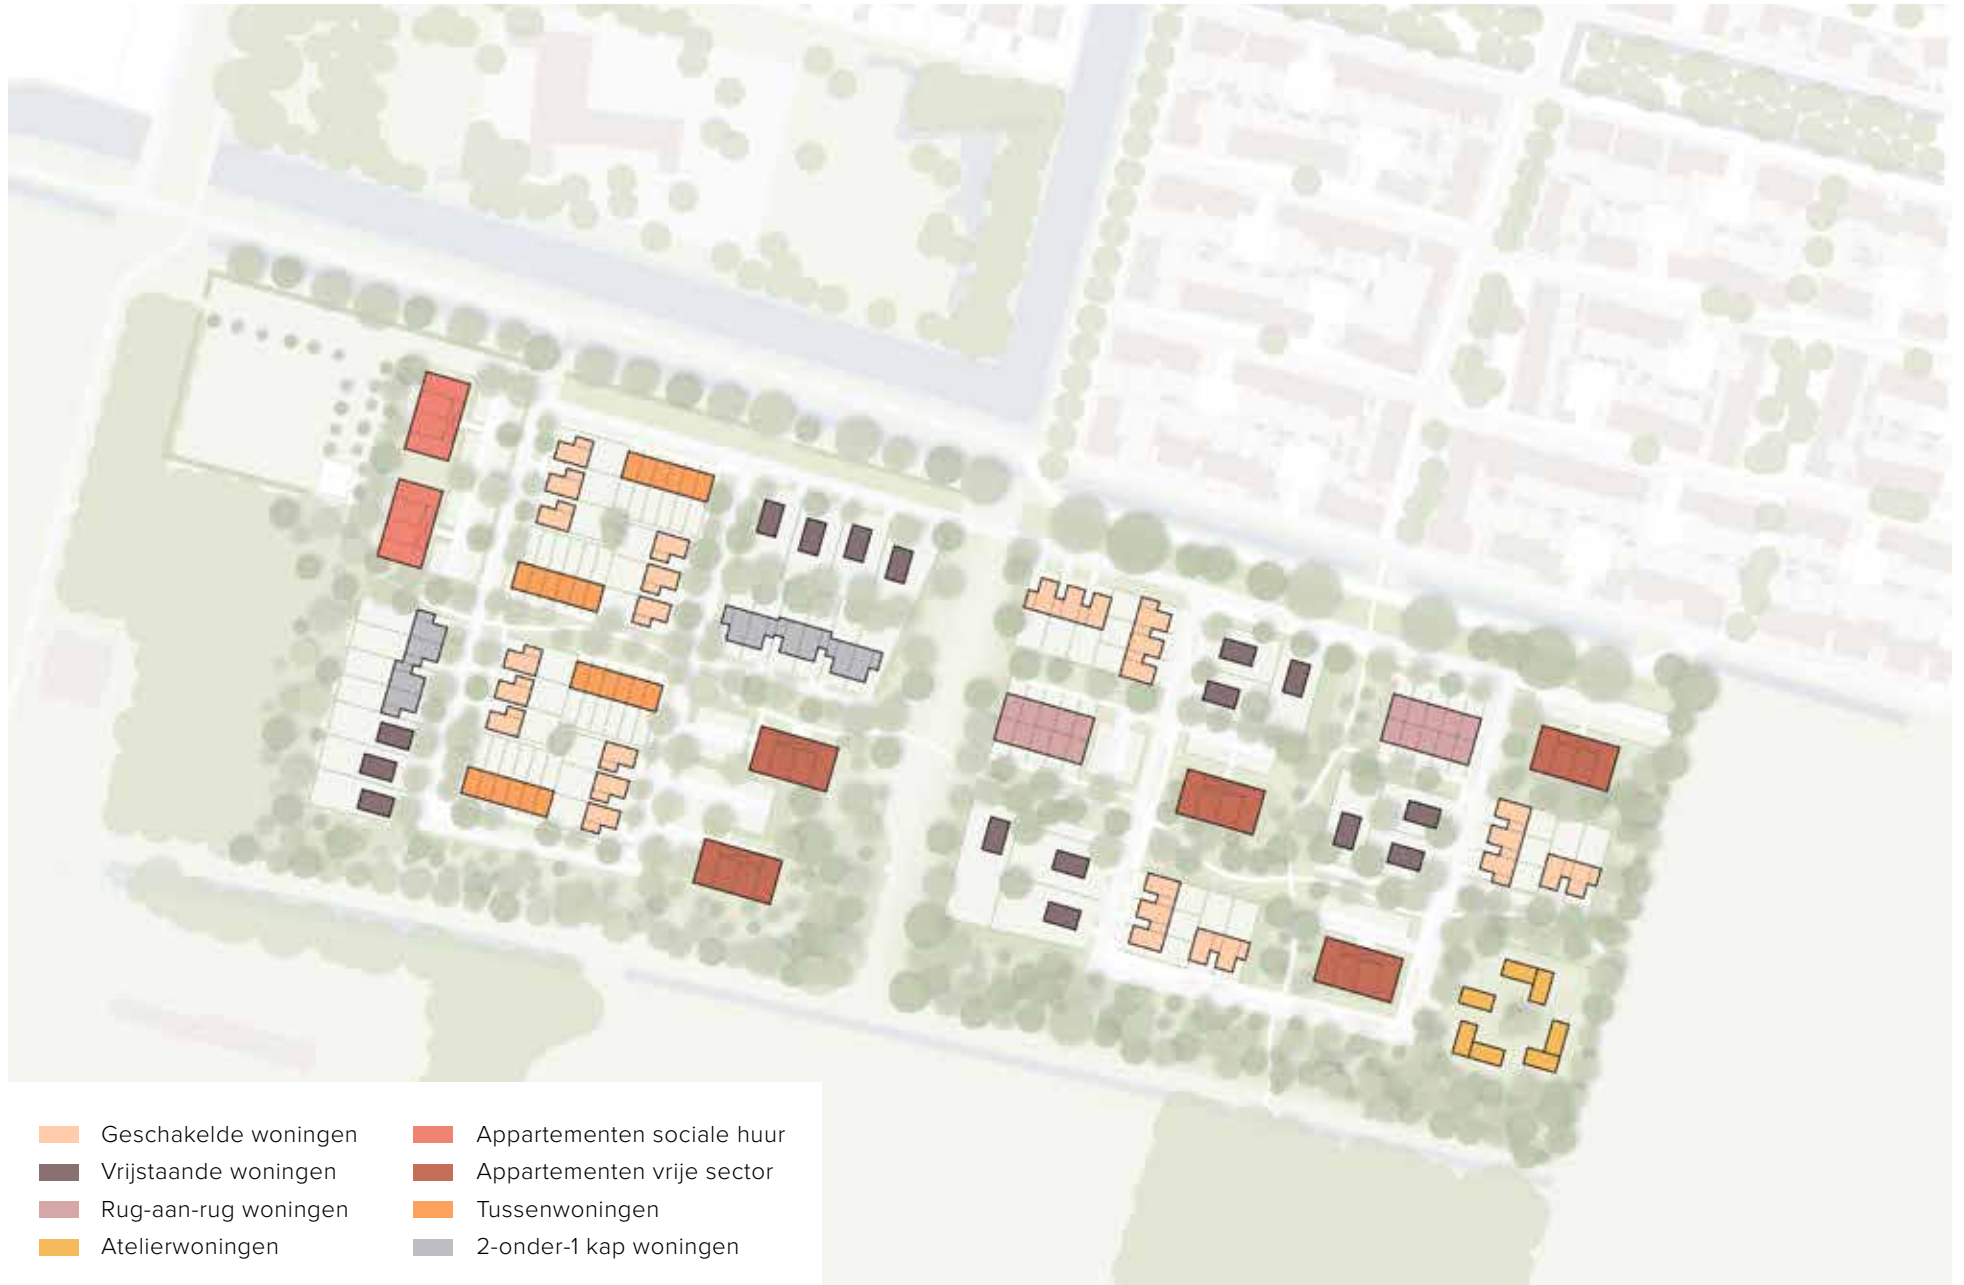 Geschakelde woningen
Vrijstaande woningen
Rug-aan-rug woningen
Atelierwoningen
Appartementen sociale huur
Appartementen vrije sector
Tussenwoningen
2-onder-1 kap woningen